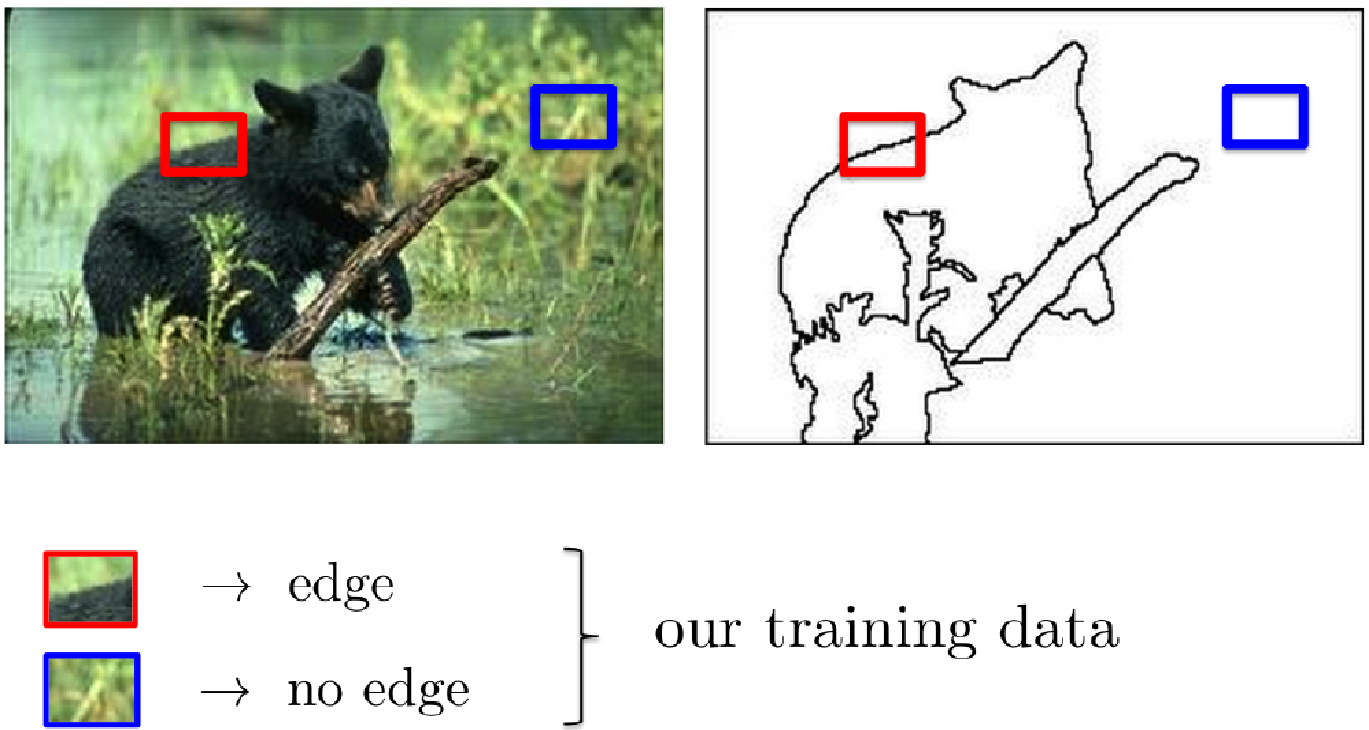 → edge
→ no edge
our training data